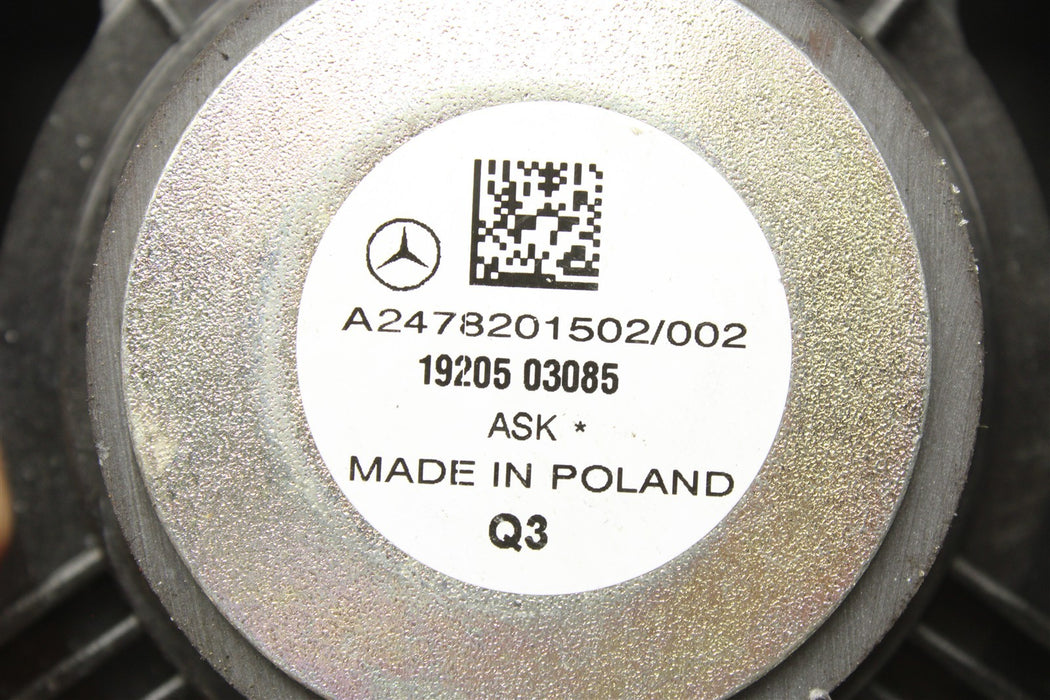 A2478201502/002
19205 03085
ASK *
MADE IN POLAND
Q3